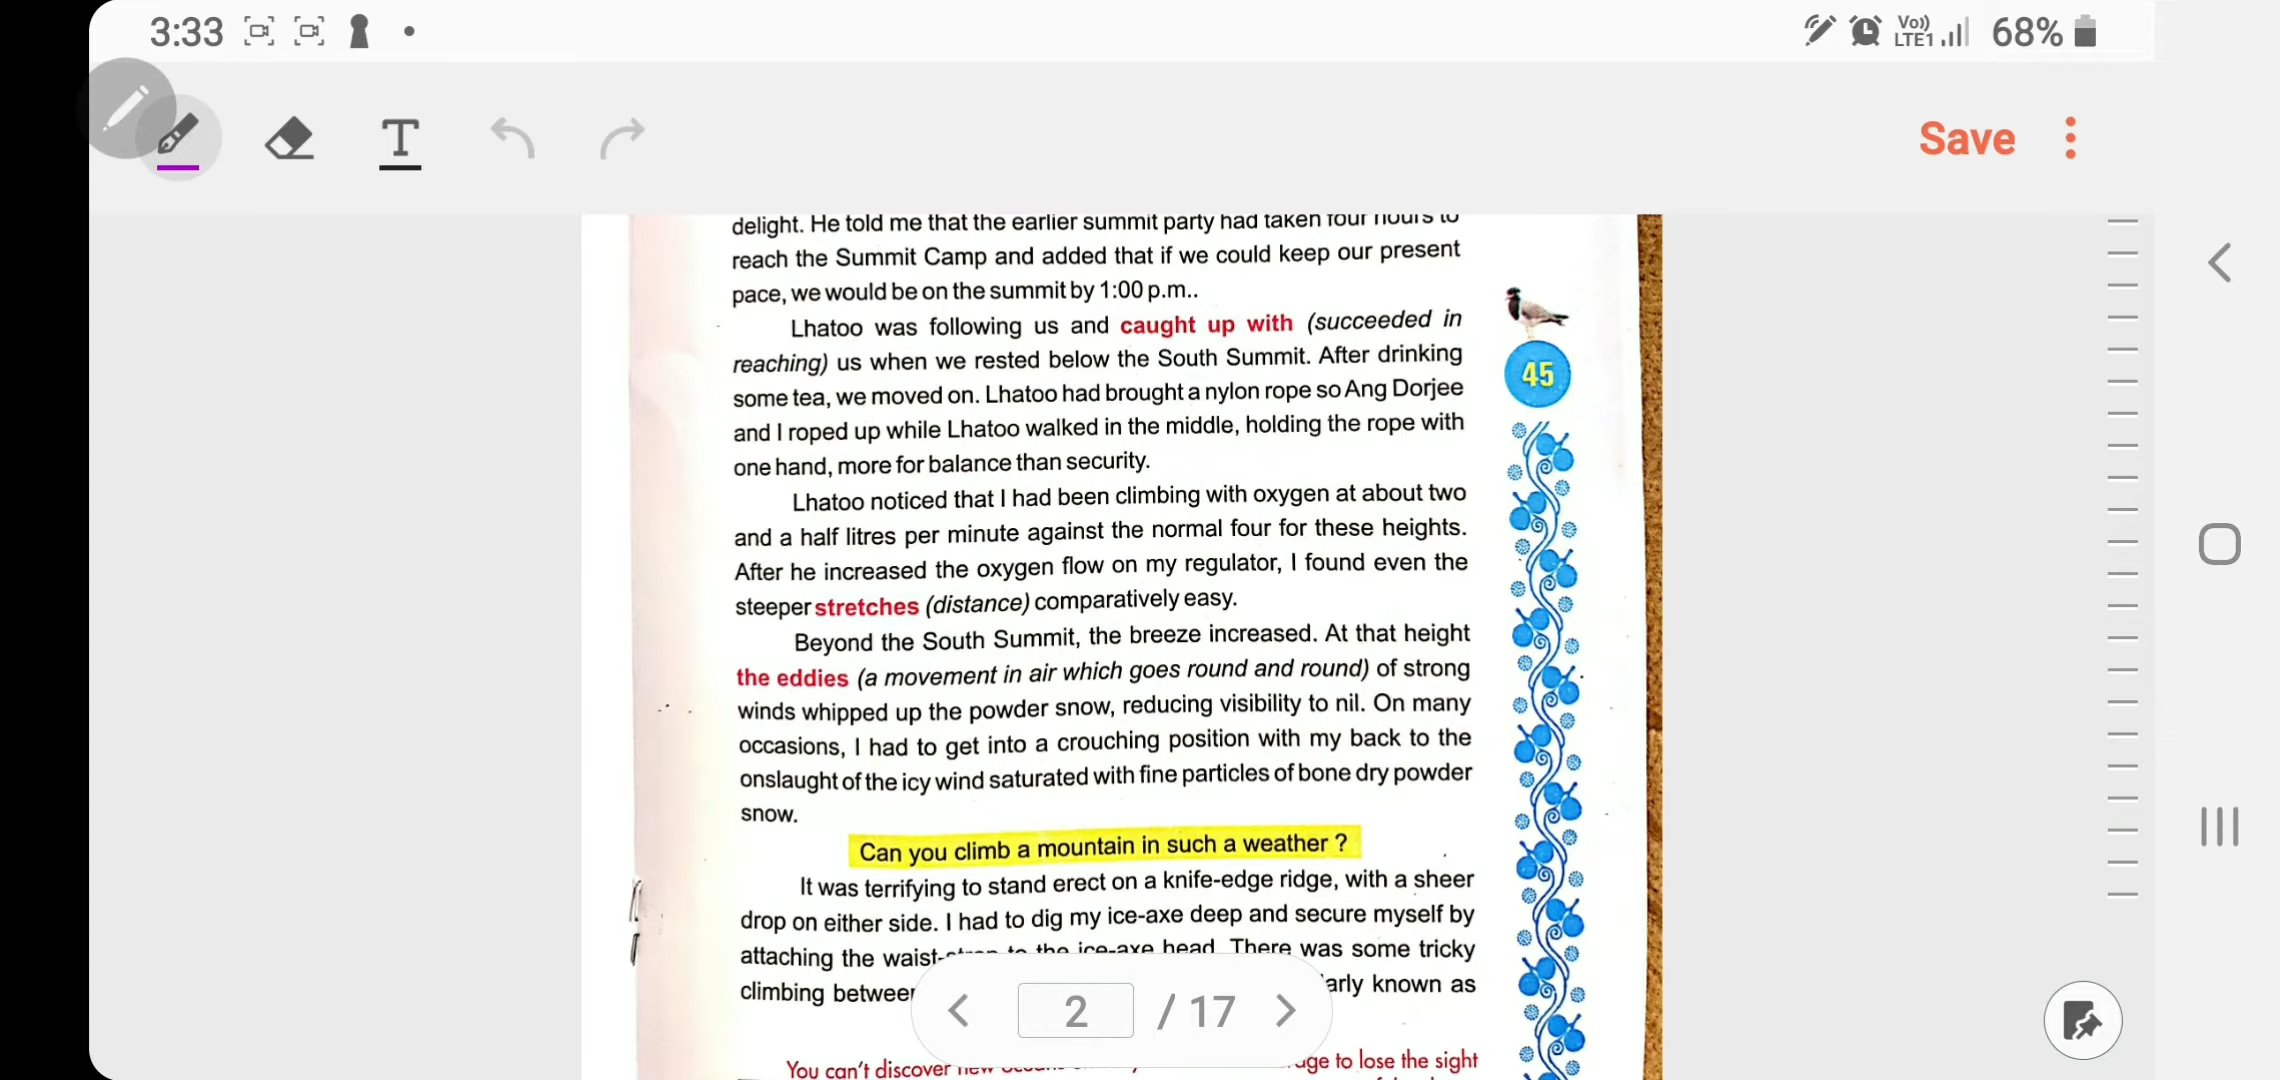 3:33
Vo)) LTE1 68%
T
Save
delight. He told me that the earlier summit party had taken four hours to
reach the Summit Camp and added that if we could keep our present
pace, we would be on the summit by 1:00 p.m..
Lhatoo was following us and caught up with (succeeded in
reaching) us when we rested below the South Summit. After drinking
some tea, we moved on. Lhatoo had brought a nylon rope so Ang Dorjee
and I roped up while Lhatoo walked in the middle, holding the rope with
one hand, more for balance than security.
45
Lhatoo noticed that I had been climbing with oxygen at about two
and a half litres per minute against the normal four for these heights.
After he increased the oxygen flow on my regulator, I found even the
steeper stretches (distance) comparatively easy.
Beyond the South Summit, the breeze increased. At that height
the eddies (a movement in air which goes round and round) of strong
winds whipped up the powder snow, reducing visibility to nil. On many
occasions, I had to get into a crouching position with my back to the
onslaught of the icy wind saturated with fine particles of bone dry powder
snow.
Can you climb a mountain in such a weather ?
It was terrifying to stand erect on a knife-edge ridge, with a sheer
drop on either side. I had to dig my ice-axe deep and secure myself by
attaching the waist- to the ice-axe head. There was some tricky
climbing known as
2 / 17
You can't discover new to lose the sight